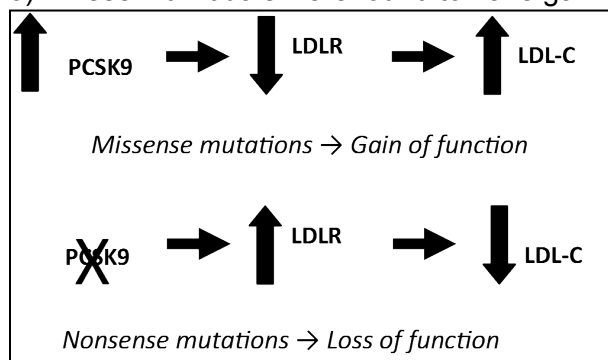 PCSK9 LDLR LDL-C
Missense mutations → Gain of function
PCSK9 LDLR LDL-C
Nonsense mutations → Loss of function